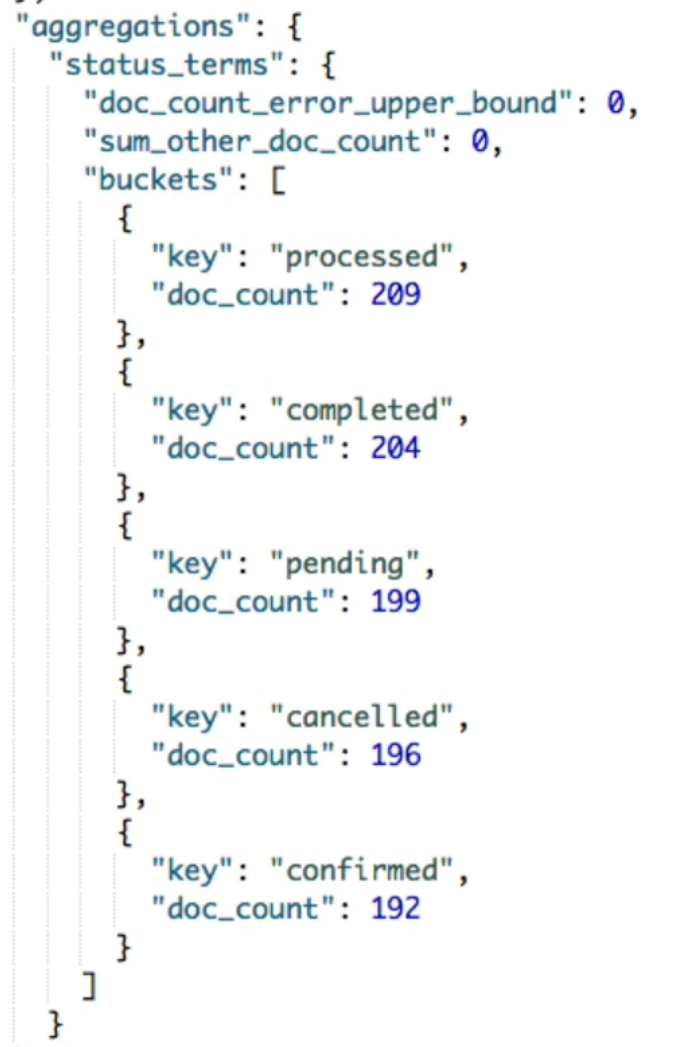 "aggregations": {
"status_terms": {
"doc_count_error_upper_bound": 0,
"sum_other_doc_count": 0,
"buckets": [
{
"key": "processed",
"doc_count": 209
},
{
"key": "completed",
"doc_count": 204
},
{
"key": "pending",
"doc_count": 199
},
{
"key": "cancelled",
"doc_count": 196
},
{
"key": "confirmed",
"doc_count": 192
}
]
}